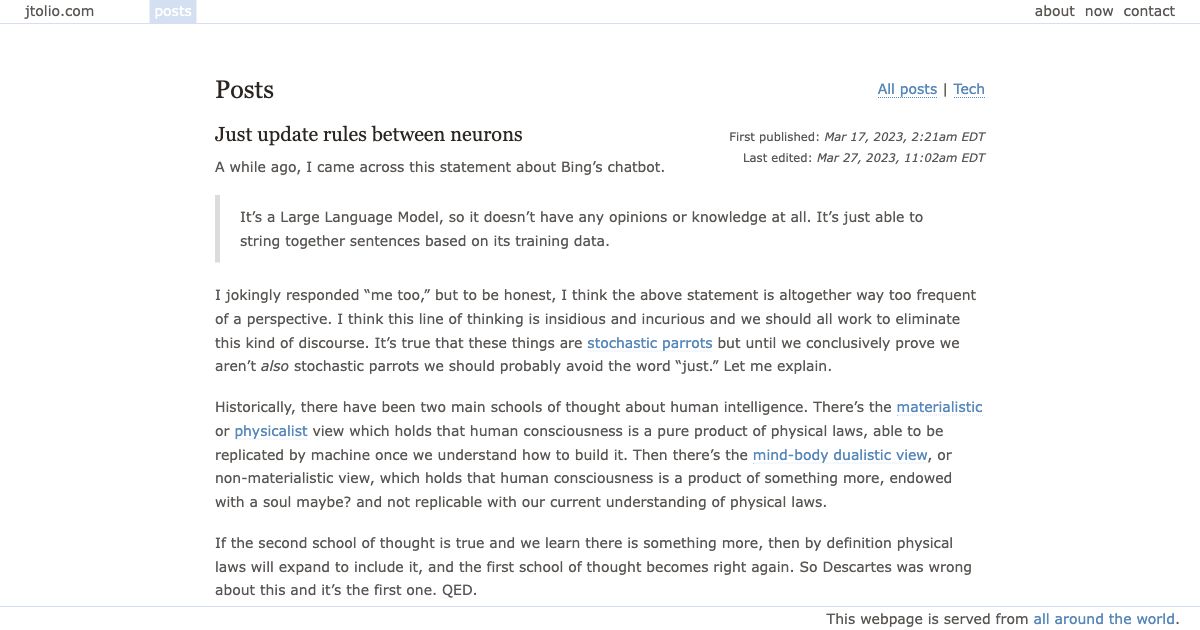 jtolio.com posts about now contact
Posts All posts | Tech
Just update rules between neurons First published: Mar 17, 2023, 2:21am EDT
Last edited: Mar 27, 2023, 11:02am EDT
A while ago, I came across this statement about Bing’s chatbot.
It’s a Large Language Model, so it doesn’t have any opinions or knowledge at all. It’s just able to
string together sentences based on its training data.
I jokingly responded “me too,” but to be honest, I think the above statement is altogether way too frequent
of a perspective. I think this line of thinking is insidious and incurious and we should all work to eliminate
this kind of discourse. It’s true that these things are stochastic parrots but until we conclusively prove we
aren’t also stochastic parrots we should probably avoid the word “just.” Let me explain.
Historically, there have been two main schools of thought about human intelligence. There’s the materialistic
or physicalist view which holds that human consciousness is a pure product of physical laws, able to be
replicated by machine once we understand how to build it. Then there’s the mind-body dualistic view, or
non-materialistic view, which holds that human consciousness is a product of something more, endowed
with a soul maybe? and not replicable with our current understanding of physical laws.
If the second school of thought is true and we learn there is something more, then by definition physical
laws will expand to include it, and the first school of thought becomes right again. So Descartes was wrong
about this and it’s the first one. QED.
This webpage is served from all around the world.